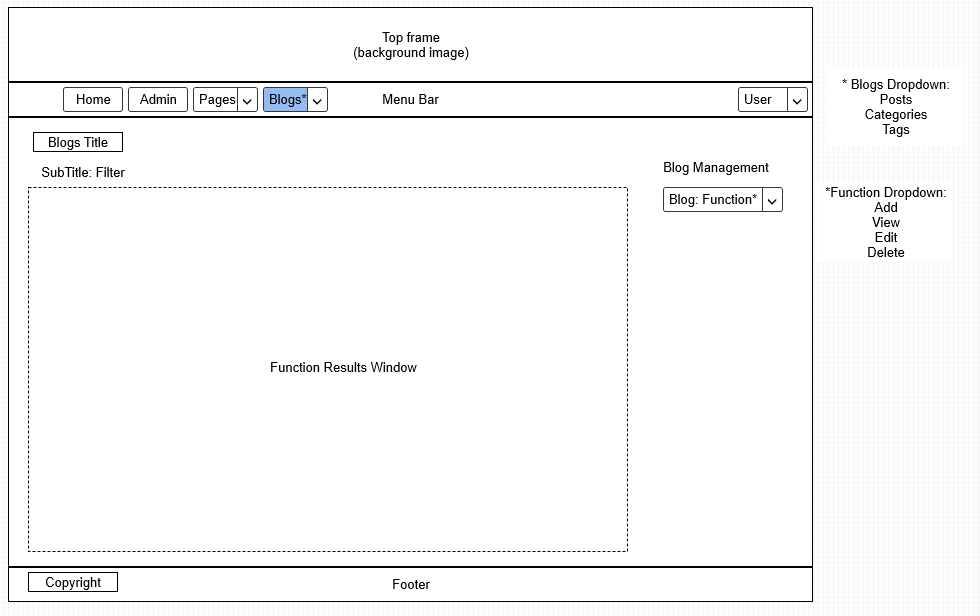 Top frame
(background image)
Home Admin Pages Blogs* Menu Bar User
* Blogs Dropdown:
Posts
Categories
Tags
Blogs Title
SubTitle: Filter
Blog Management
Blog: Function*
*Function Dropdown:
Add
View
Edit
Delete
Function Results Window
Copyright
Footer